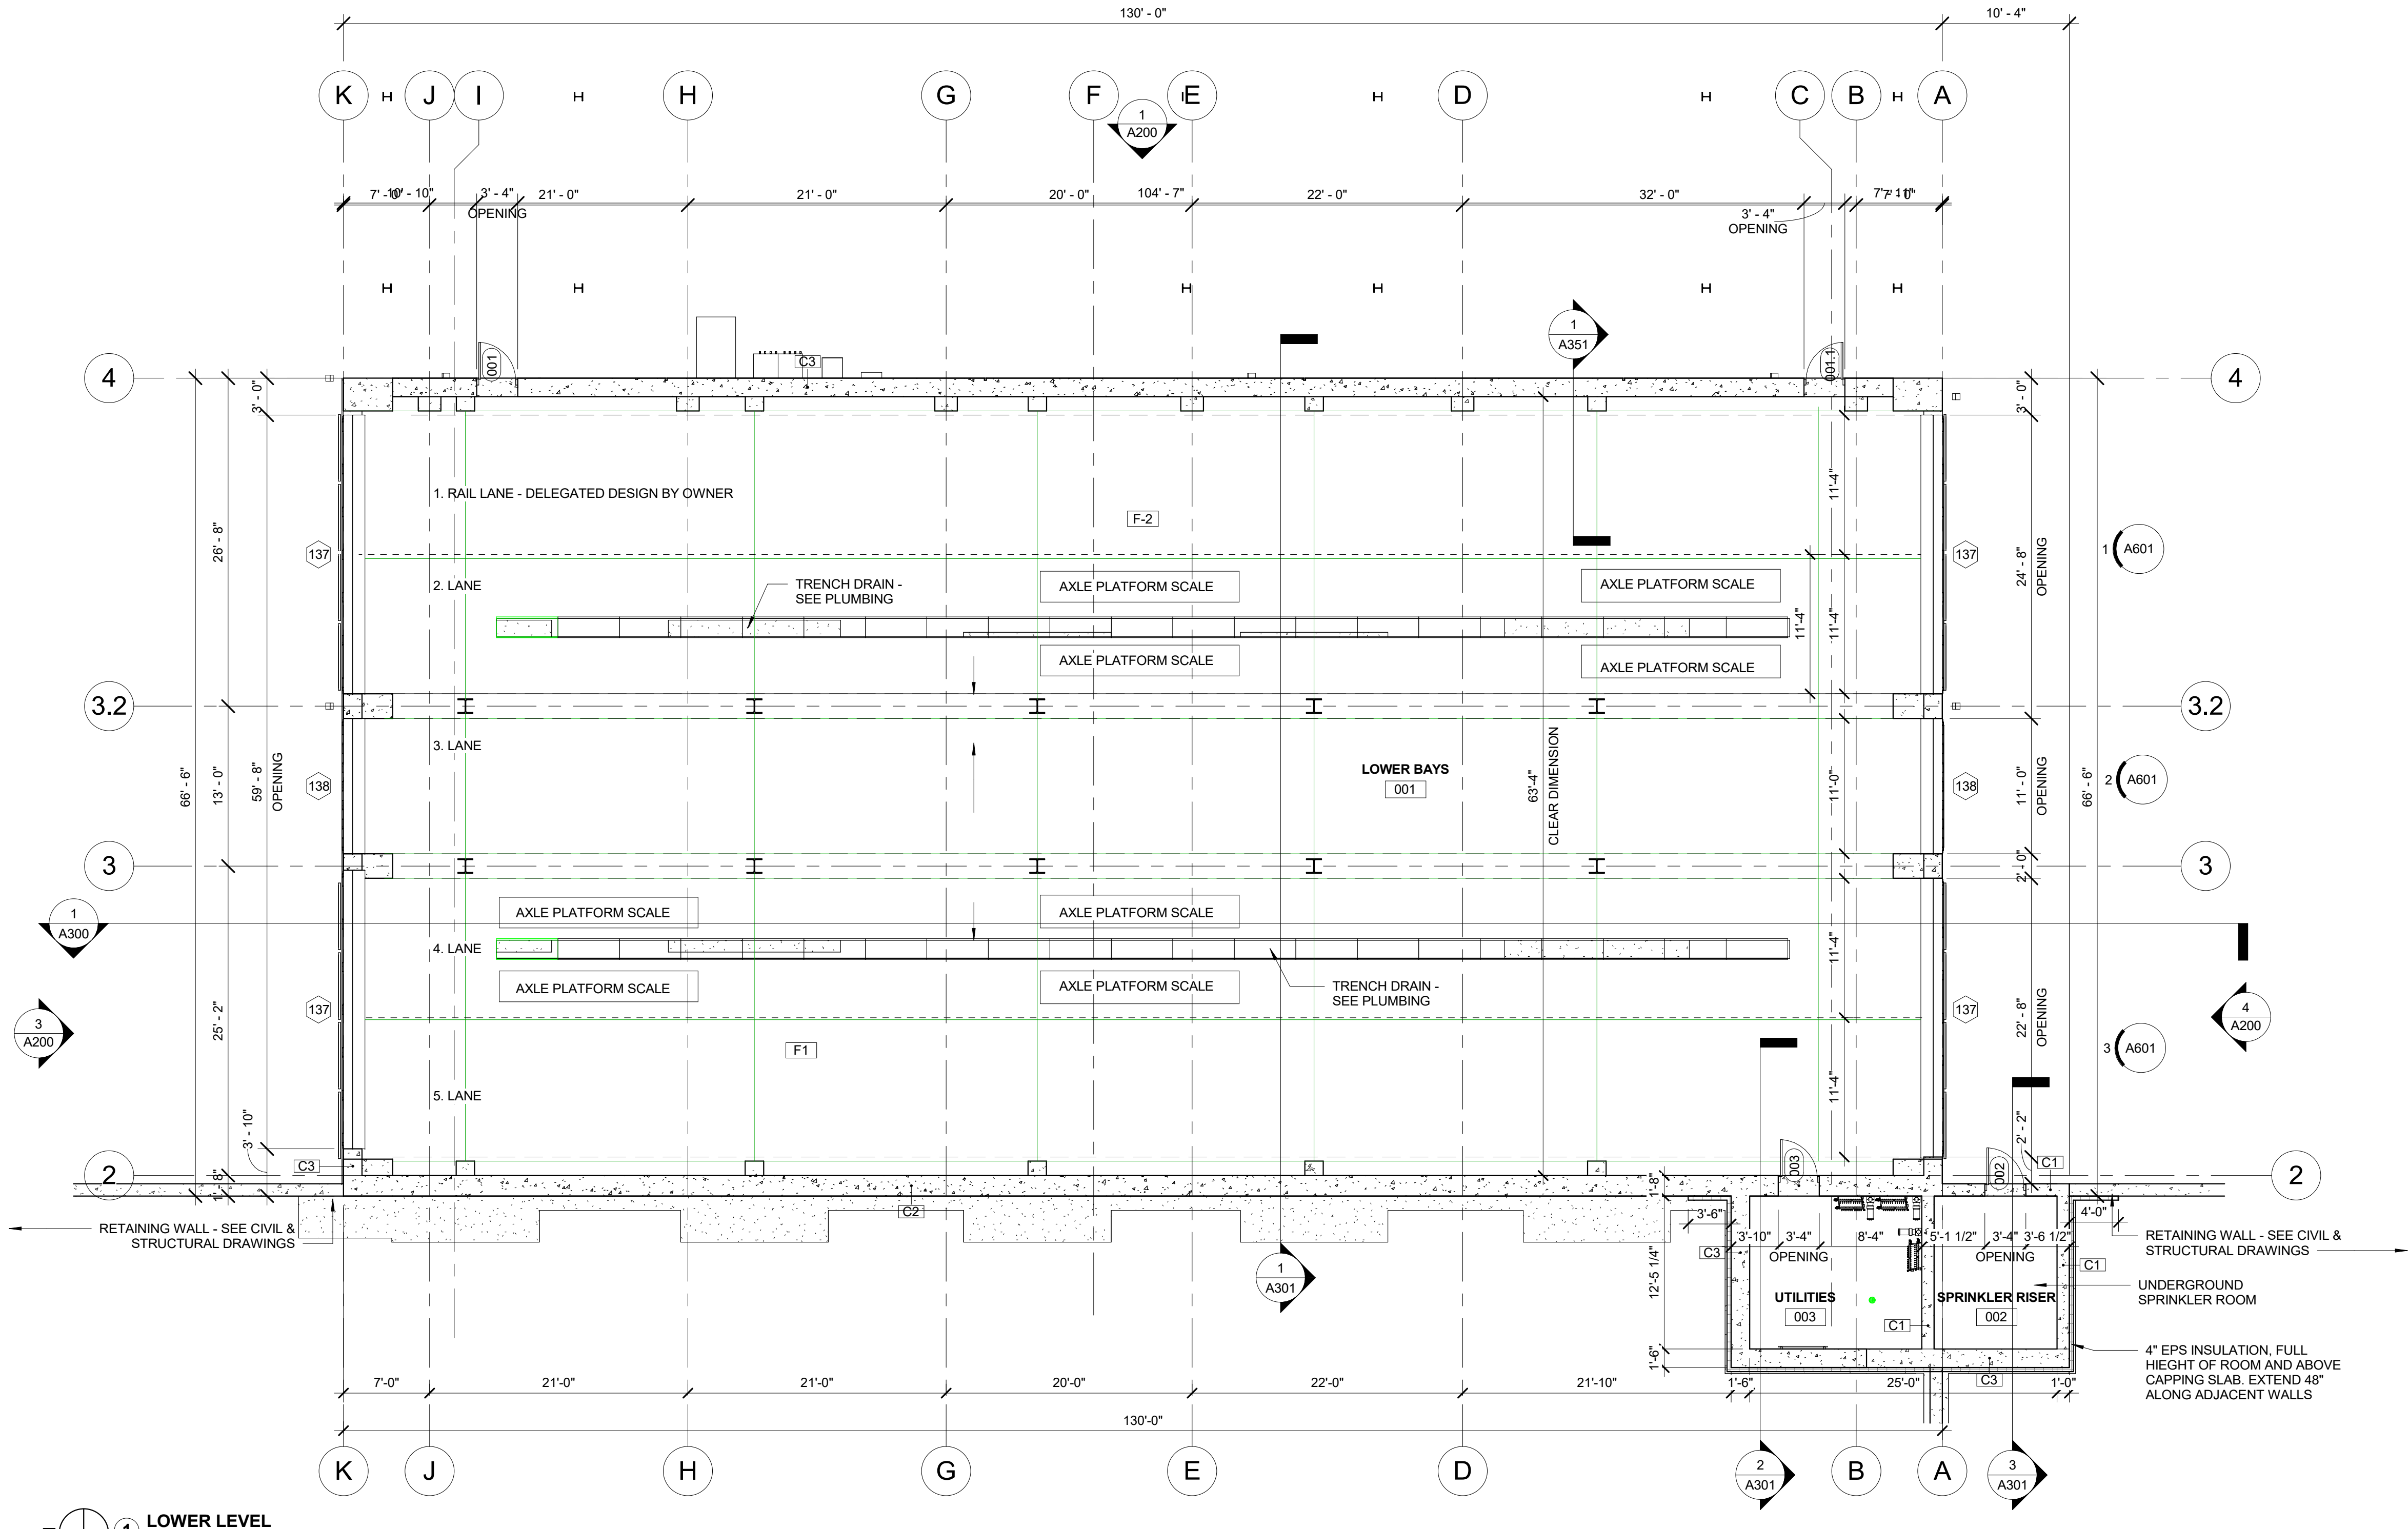 130' - 0"
10' - 4"
K
J
I
H
G
F
E
D
C
B
A
1
A200
7' - 0"
10' - 10"
3' - 4"
OPENING
21' - 0"
21' - 0"
20' - 0"
104' - 7"
22' - 0"
32' - 0"
3' - 4"
OPENING
7' - 11"
7' - 0"
1
A351
001
C3
001.1
4
4
3' - 0"
3' - 0"
1. RAIL LANE - DELEGATED DESIGN BY OWNER
F-2
11'-4"
26' - 8"
137
137
24' - 8"
OPENING
1
A601
2. LANE
TRENCH DRAIN -
SEE PLUMBING
AXLE PLATFORM SCALE
AXLE PLATFORM SCALE
11'-4"
11'-4"
AXLE PLATFORM SCALE
AXLE PLATFORM SCALE
3.2
3.2
3. LANE
LOWER BAYS
001
63'-4"
CLEAR DIMENSION
11'-0"
66' - 6"
13' - 0"
59' - 8"
OPENING
138
138
11' - 0"
OPENING
66' - 6"
2
A601
3
3
2' - 0"
1
A300
AXLE PLATFORM SCALE
AXLE PLATFORM SCALE
4. LANE
11'-4"
AXLE PLATFORM SCALE
AXLE PLATFORM SCALE
TRENCH DRAIN -
SEE PLUMBING
25' - 2"
137
137
22' - 8"
OPENING
3
A200
4
A200
F1
3
A601
5. LANE
11'-4"
3' - 10"
2' - 2"
C3
003
002
C1
2
2
1' - 8"
1'-8"
C2
RETAINING WALL - SEE CIVIL &
STRUCTURAL DRAWINGS
3'-6"
4'-0"
3'-10"
3'-4"
OPENING
8'-4"
5'-1 1/2"
3'-4"
OPENING
3'-6 1/2"
RETAINING WALL - SEE CIVIL &
STRUCTURAL DRAWINGS
C3
C1
12'-5 1/4"
1
A301
UTILITIES
003
SPRINKLER RISER
002
C1
UNDERGROUND
SPRINKLER ROOM
1'-6"
4" EPS INSULATION, FULL
HIEGHT OF ROOM AND ABOVE
CAPPING SLAB. EXTEND 48"
ALONG ADJACENT WALLS
7'-0"
21'-0"
21'-0"
20'-0"
22'-0"
21'-10"
1'-6"
25'-0"
C3
1'-0"
130'-0"
K
J
H
G
E
D
2
A301
B
A
3
A301
1
LOWER LEVEL